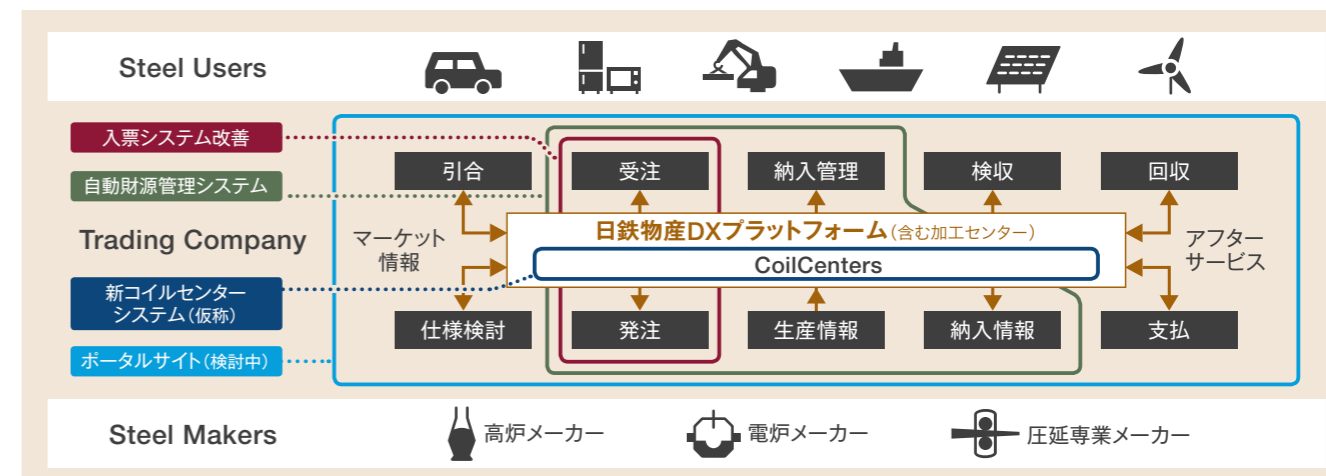 Steel Users
入票システム改善
自動財源管理システム
Trading Company
新コイルセンター
システム(仮称)
ポータルサイト(検討中)
引合
受注
納入管理
検収
回収
マーケット
情報
日鉄物産DXプラットフォーム(含む加工センター)
CoilCenters
アフター
サービス
仕様検討
発注
生産情報
納入情報
支払
Steel Makers
高炉メーカー
電炉メーカー
圧延専業メーカー